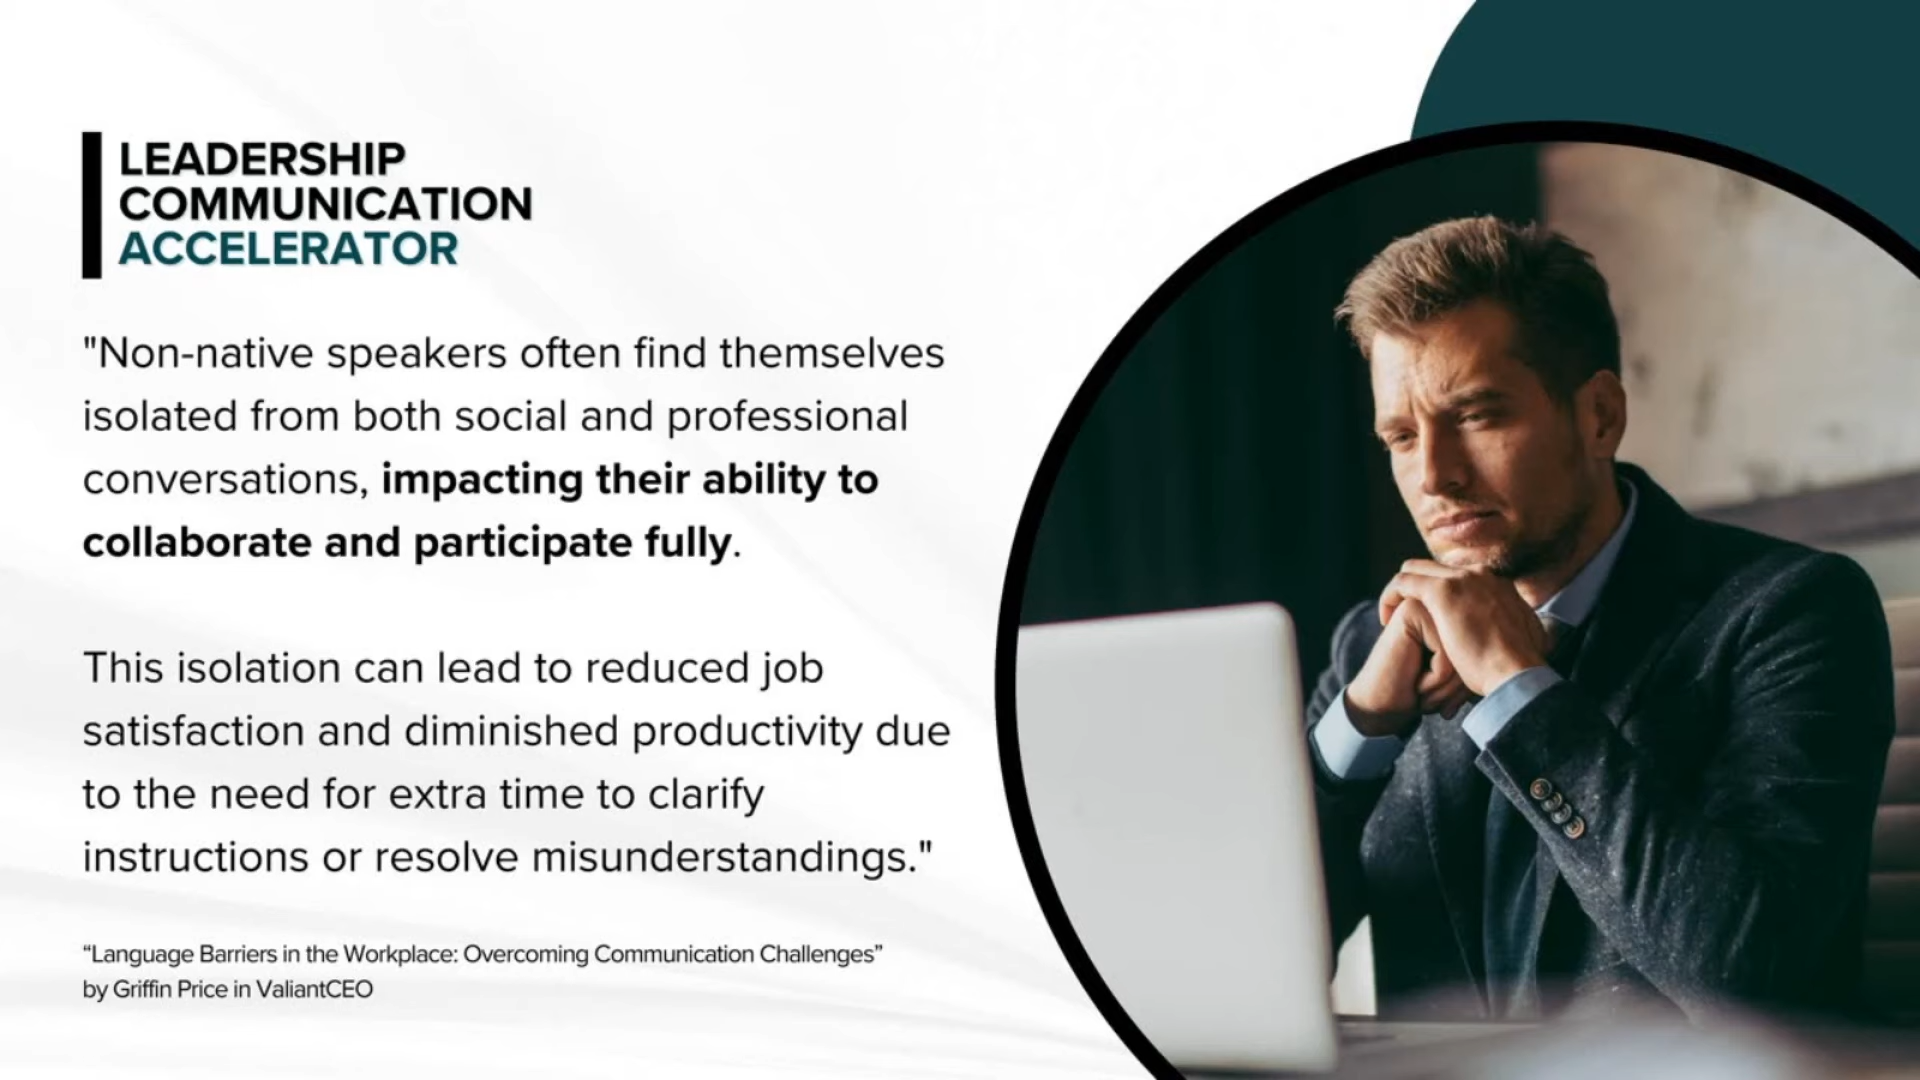 LEADERSHIP
COMMUNICATION
ACCELERATOR
"Non-native speakers often find themselves
isolated from both social and professional
conversations, impacting their ability to
collaborate and participate fully.
This isolation can lead to reduced job
satisfaction and diminished productivity due
to the need for extra time to clarify
instructions or resolve misunderstandings."
“Language Barriers in the Workplace: Overcoming Communication Challenges”
by Griffin Price in ValiantCEO